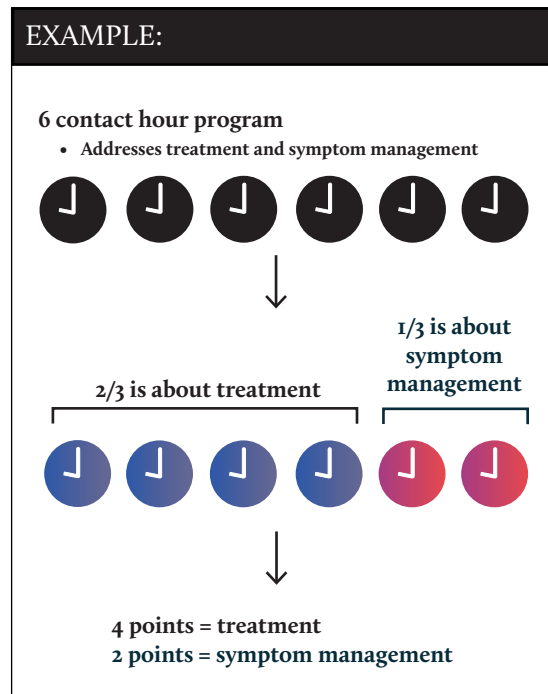 EXAMPLE:
6 contact hour program
• Addresses treatment and symptom management
1/3 is about
symptom
management
2/3 is about treatment
4 points = treatment
2 points = symptom management